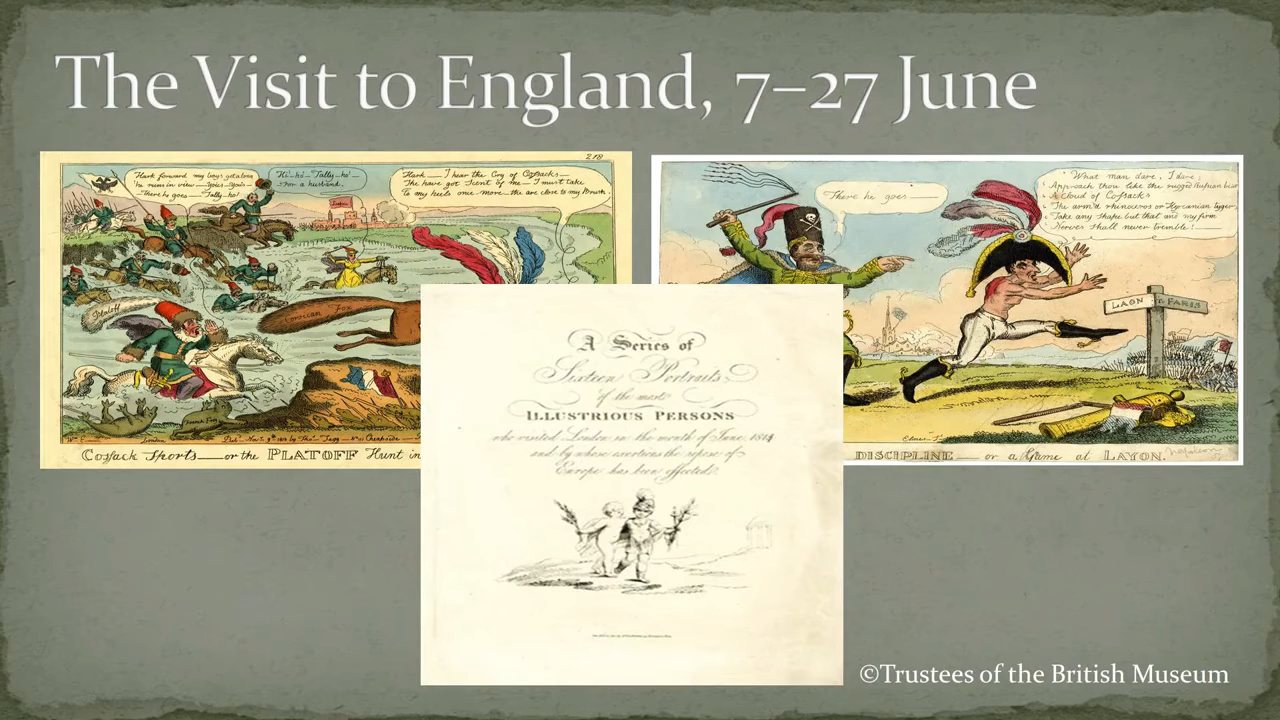 The Visit to England, 7–27 June
218
Hark forward my boys get along
he runs in view
there he goes — Tally-ho!
Hi-ho-Tally-ho-
For a husband.
Hark — I hear the Cry of Coſsacks —
The have got Scent of me — I must take
to my heels once more — the are close to my Brush
Platoff
Corsican Fox
London
Coſsack Sports — or the PLATOFF Hunt in
There he goes —
What man dare, I dare;
Approach thou like the rugged Ruſsian bear
A Cloud of Coſsacks
The arm'd rhinoceros or Hyrcanian tyger,
Take any shape but that and my firm
Nerves shall never tremble! —
LAON
PARIS
DISCIPLINE — or a Game at LAYON.
Napoleon
A Series of
Sixteen Portraits
of the most
ILLUSTRIOUS PERSONS
who visited London in the month of June, 1814
and by whose exertions the repose of
Europe has been effected.
©Trustees of the British Museum